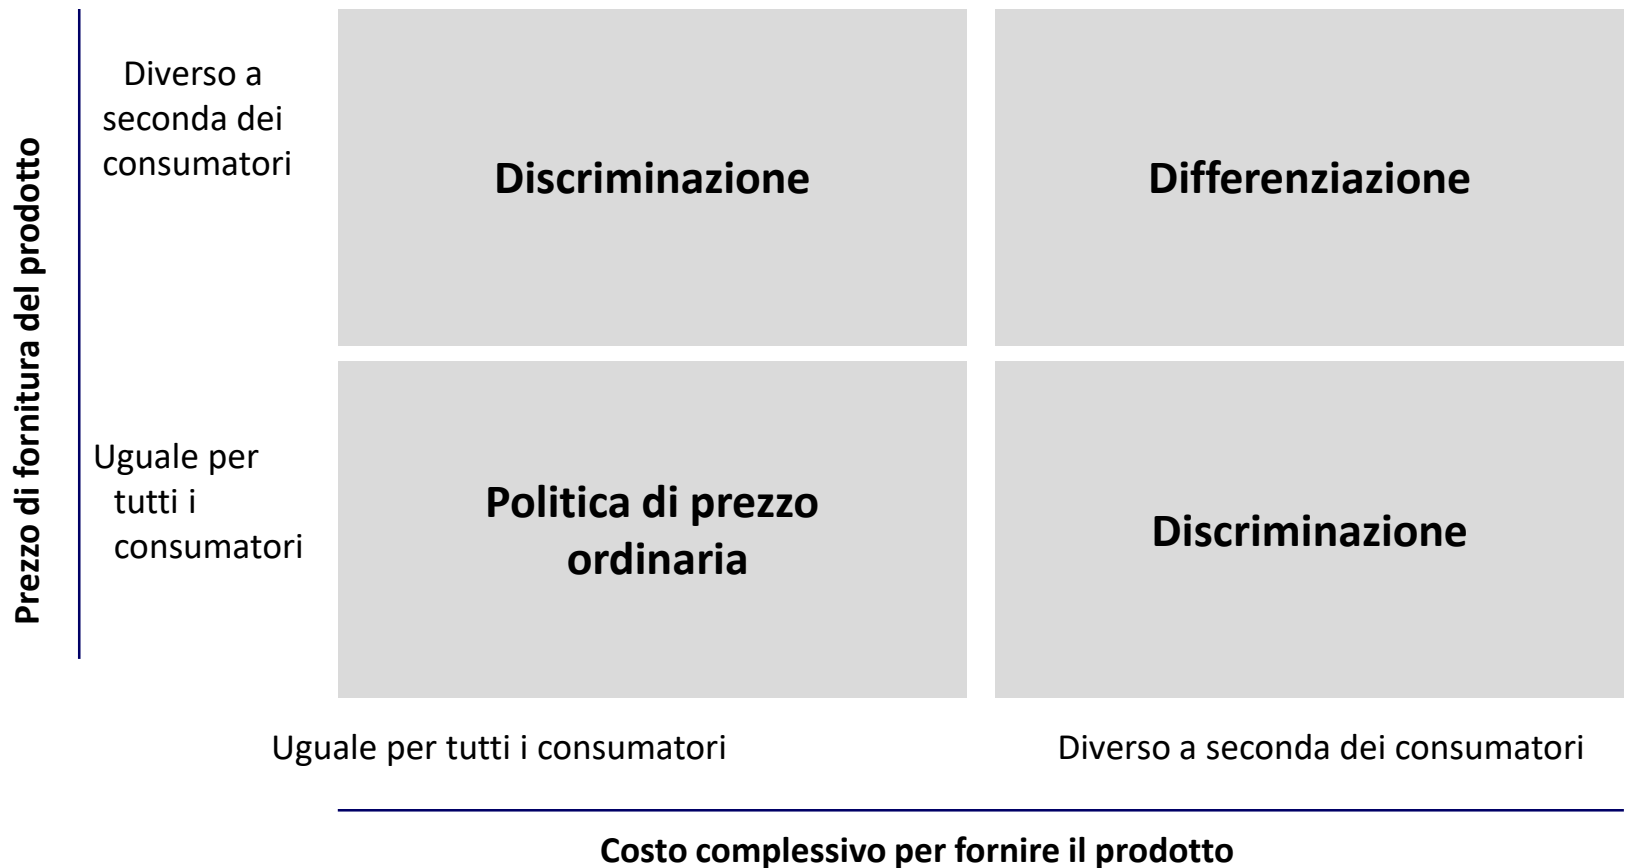 Prezzo di fornitura del prodotto
Diverso a
seconda dei
consumatori
Discriminazione
Differenziazione
Uguale per
tutti i
consumatori
Politica di prezzo
ordinaria
Discriminazione
Uguale per tutti i consumatori
Diverso a seconda dei consumatori
Costo complessivo per fornire il prodotto